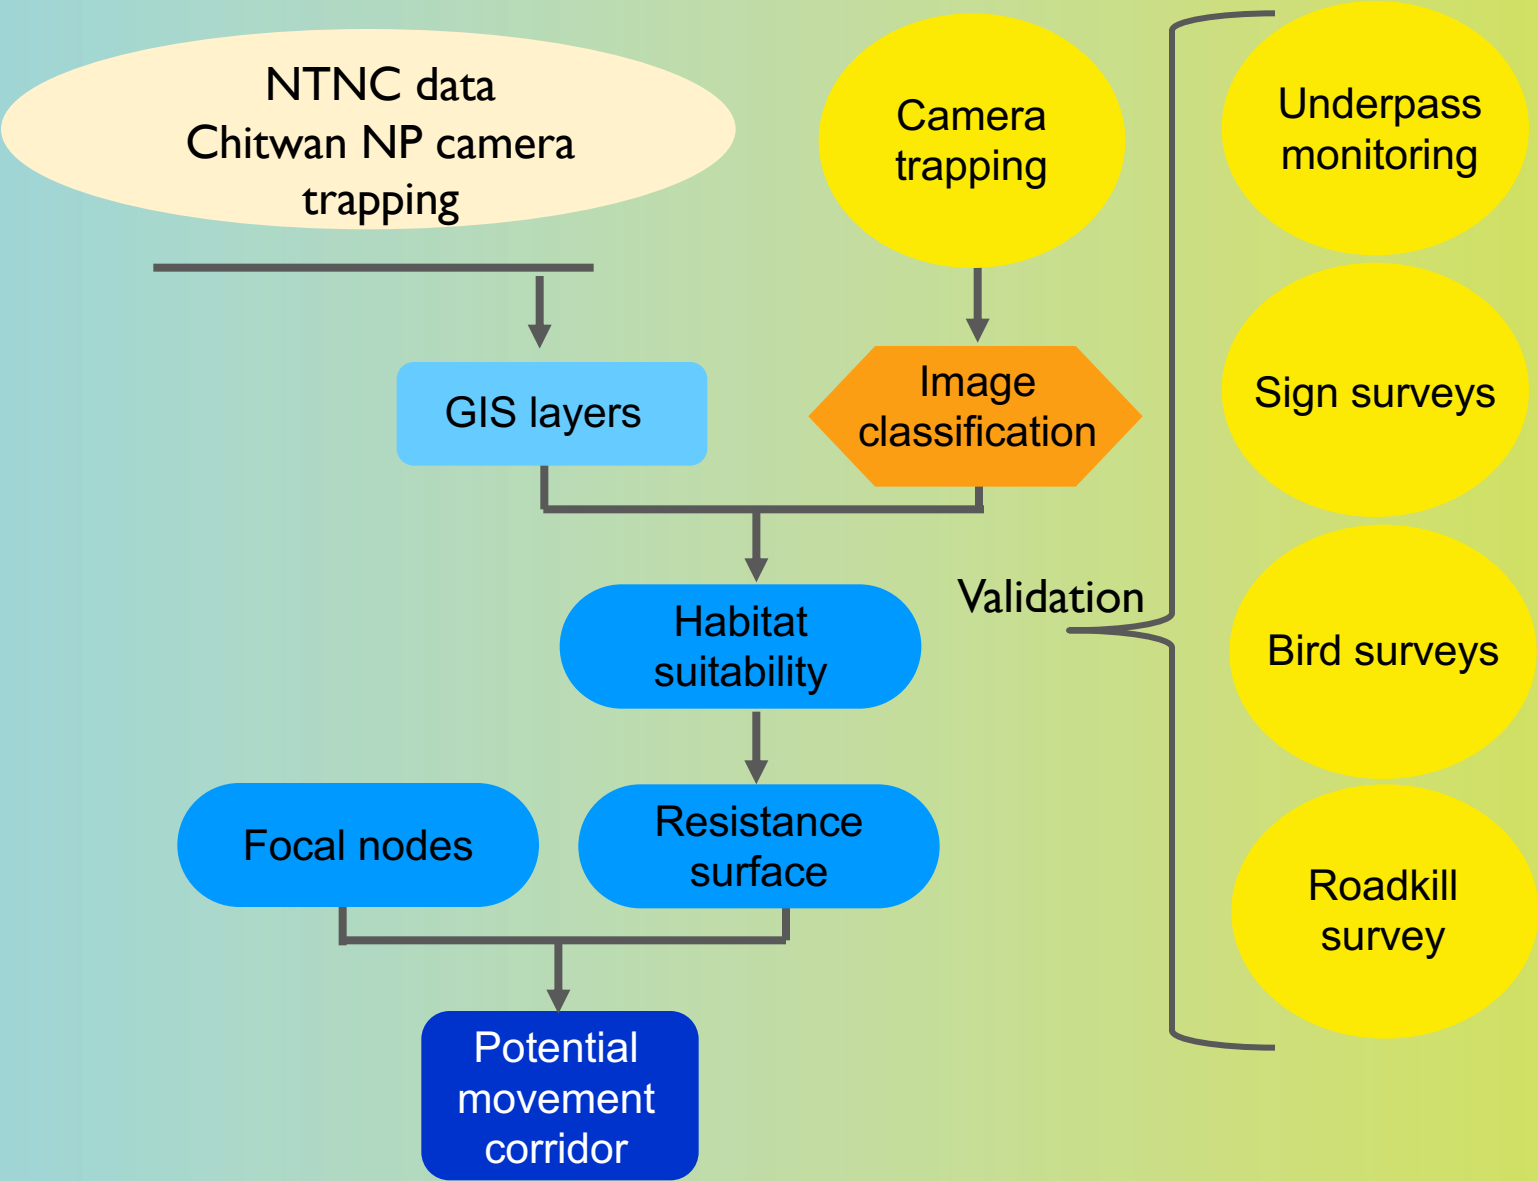 NTNC data
Chitwan NP camera
trapping
Camera
trapping
Underpass
monitoring
GIS layers
Image
classification
Sign surveys
Habitat
suitability
Validation
Bird surveys
Focal nodes
Resistance
surface
Roadkill
survey
Potential
movement
corridor